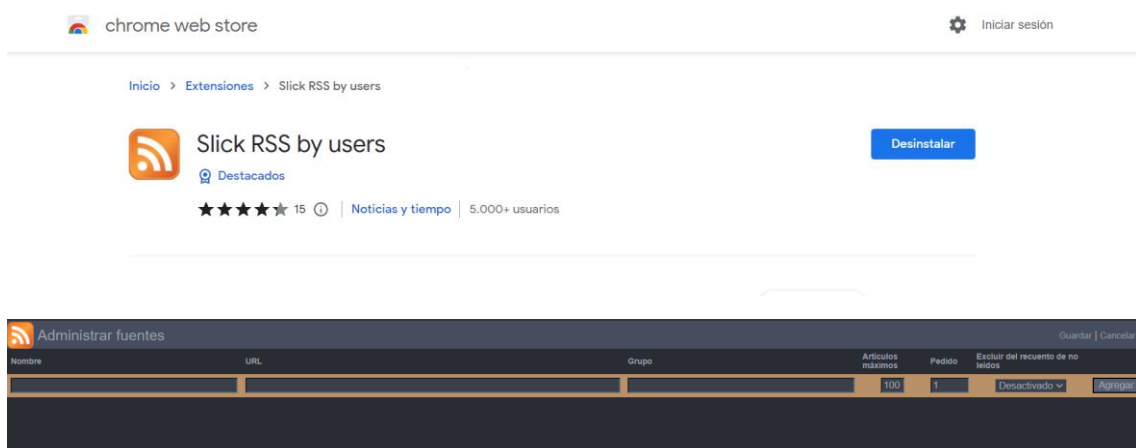 chrome web store
Iniciar sesión
Inicio > Extensiones > Slick RSS by users
Slick RSS by users
Desinstalar
Destacados
15 Noticias y tiempo 5.000+ usuarios
Administrar fuentes
Guardar | Cancelar
Nombre URL Grupo Artículos máximos Pedido Excluir del recuento de no leídos
100 1 Desactivado Agregar